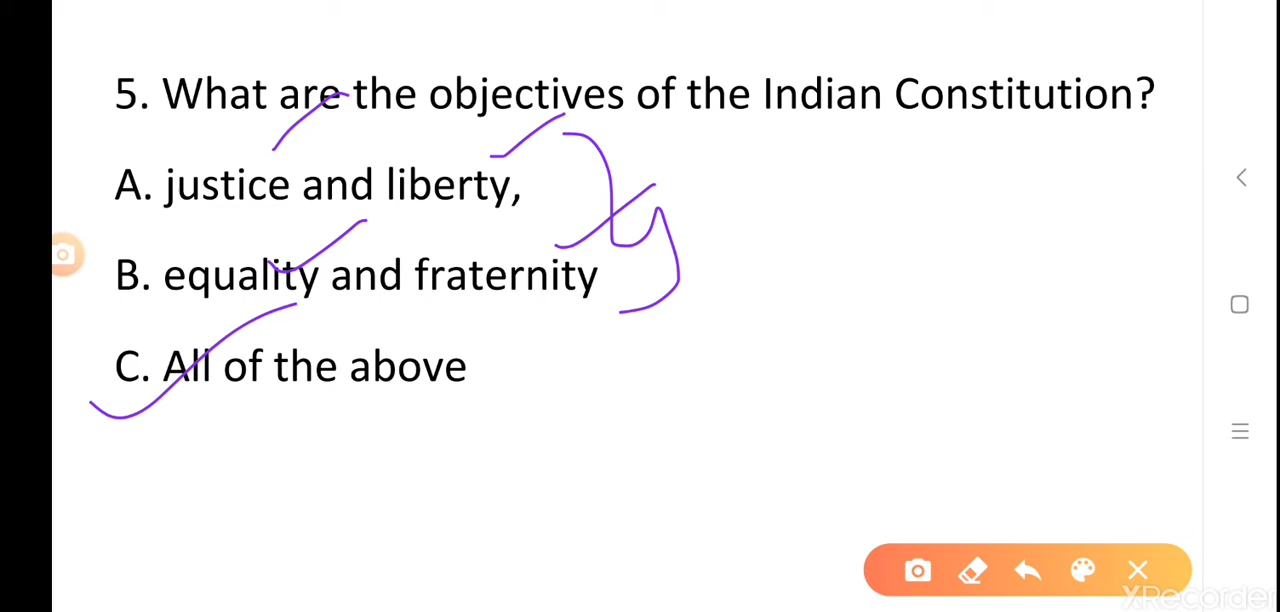 5. What are the objectives of the Indian Constitution?
A. justice and liberty,
B. equality and fraternity
C. All of the above
XRecorder